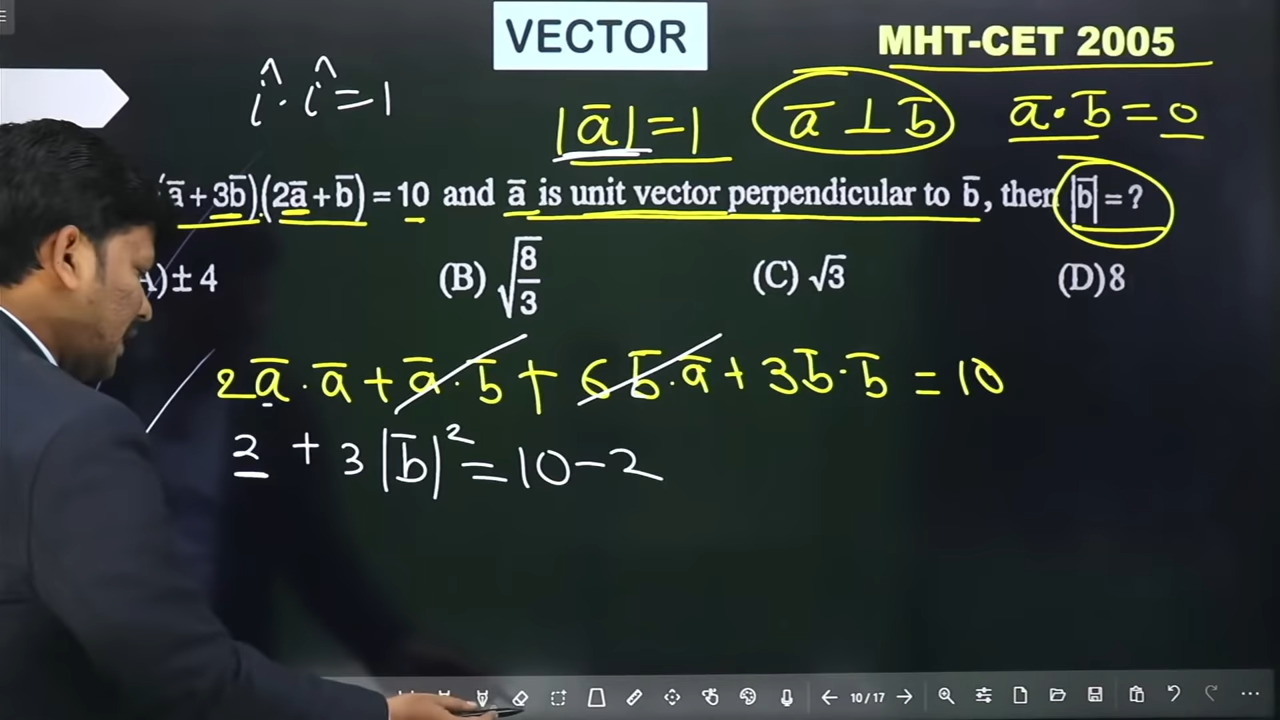 VECTOR
MHT-CET 2005
î · î = 1
|a̅| = 1
a̅ ⊥ b̅
a̅ · b̅ = 0
a̅ + 3b̅).(2a̅ + b̅) = 10 and a̅ is unit vector perpendicular to b̅, then |b̅| = ?
A) ± 4
(B) √(8/3)
(C) √3
(D) 8
2a̅ · a̅ + a̅ · b̅ + 6b̅ · a̅ + 3b̅ · b̅ = 10
2 + 3|b̅|² = 10 − 2
10/17